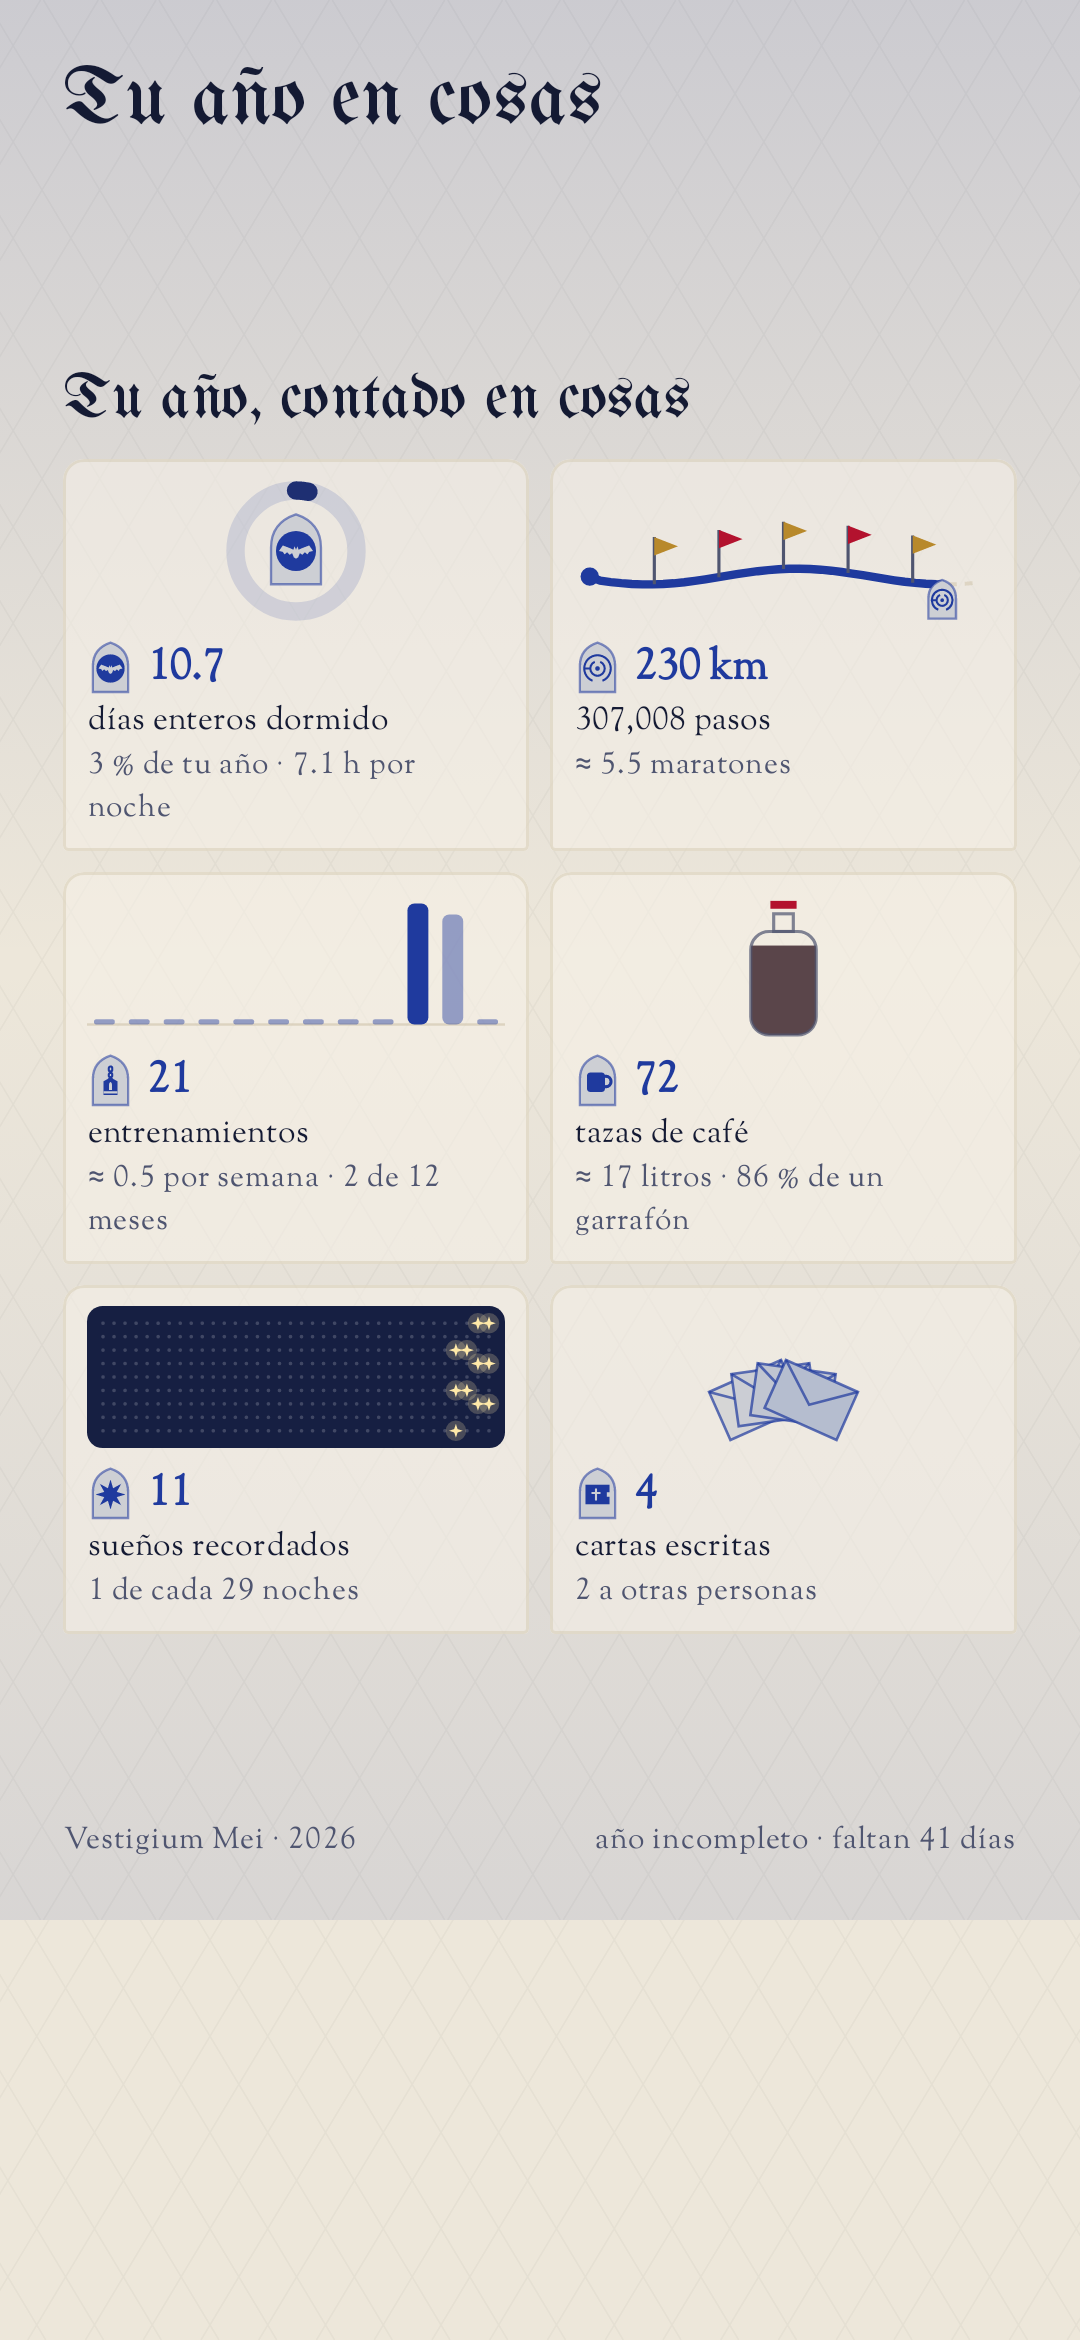 Tu año en cosas
Tu año, contado en cosas
10.7
días enteros dormido
3 % de tu año · 7.1 h por
noche
230 km
307,008 pasos
≈ 5.5 maratones
21
entrenamientos
≈ 0.5 por semana · 2 de 12
meses
72
tazas de café
≈ 17 litros · 86 % de un
garrafón
11
sueños recordados
1 de cada 29 noches
4
cartas escritas
2 a otras personas
Vestigium Mei · 2026
año incompleto · faltan 41 días